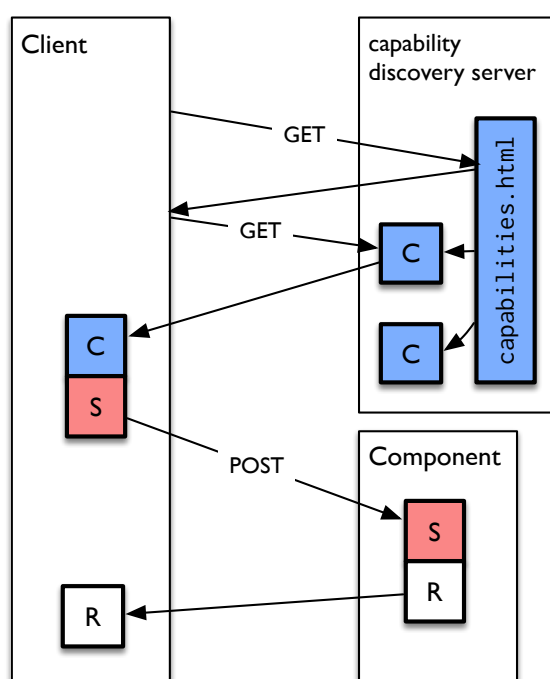 Client
capability
discovery server
GET
capabilities.html
GET
C
C
C
S
POST
Component
S
R
R